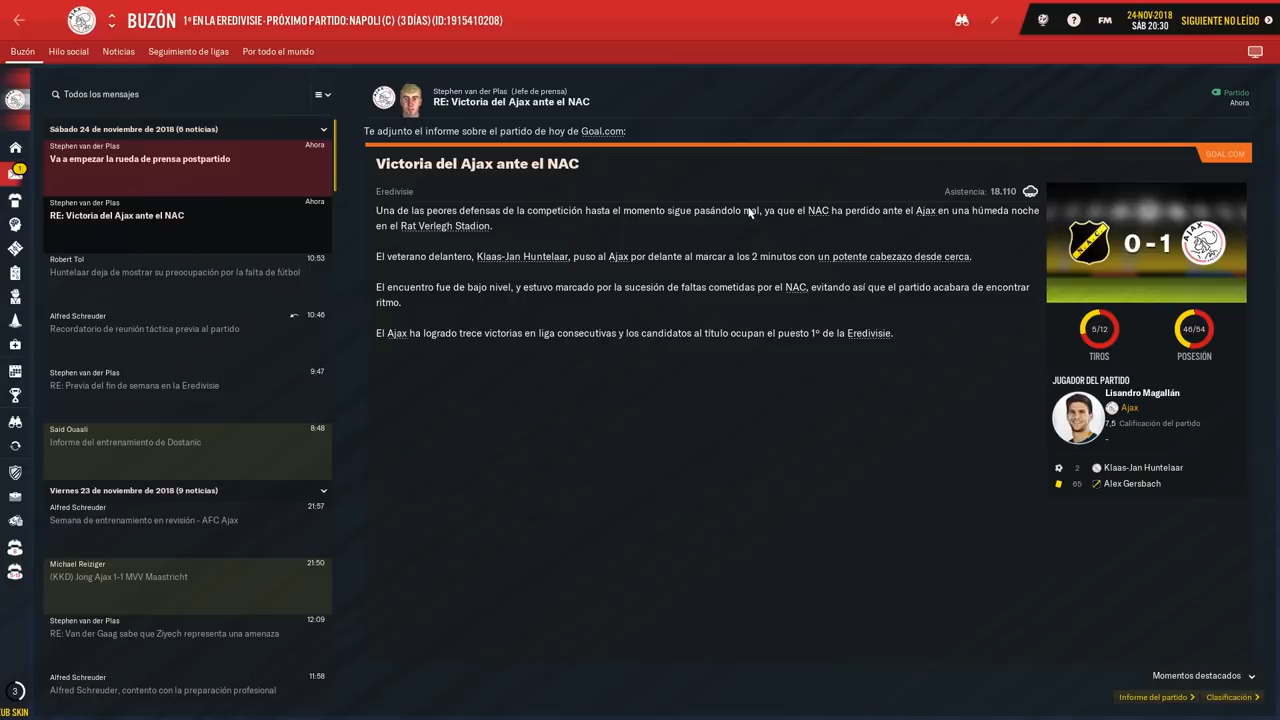 BUZÓN
1º EN LA EREDIVISIE · PRÓXIMO PARTIDO: NAPOLI (C) (3 DÍAS) (ID:1915410208)
FM
24-NOV-2018
SÁB 20:30
SIGUIENTE NO LEÍDO
Buzón
Hilo social
Noticias
Seguimiento de ligas
Por todo el mundo
Todos los mensajes
Sábado 24 de noviembre de 2018 (6 noticias)
Stephen van der Plas
Ahora
Va a empezar la rueda de prensa postpartido
Stephen van der Plas
Ahora
RE: Victoria del Ajax ante el NAC
Robert Tol
10:53
Huntelaar deja de mostrar su preocupación por la falta de fútbol
Alfred Schreuder
10:46
Recordatorio de reunión táctica previa al partido
Stephen van der Plas
9:47
RE: Previa del fin de semana en la Eredivisie
Said Ouaali
8:48
Informe del entrenamiento de Dostanic
Viernes 23 de noviembre de 2018 (9 noticias)
Alfred Schreuder
21:57
Semana de entrenamiento en revisión - AFC Ajax
Michael Reiziger
21:50
(KKD) Jong Ajax 1-1 MVV Maastricht
Stephen van der Plas
12:09
RE: Van der Gaag sabe que Ziyech representa una amenaza
Alfred Schreuder
11:58
Alfred Schreuder, contento con la preparación profesional
1
3
Stephen van der Plas (Jefe de prensa)
RE: Victoria del Ajax ante el NAC
Partido
Ahora
Te adjunto el informe sobre el partido de hoy de Goal.com:
Victoria del Ajax ante el NAC
GOAL.COM
Eredivisie
Asistencia: 18.110
Una de las peores defensas de la competición hasta el momento sigue pasándolo mal, ya que el NAC ha perdido ante el Ajax en una húmeda noche
en el Rat Verlegh Stadion.
El veterano delantero, Klaas-Jan Huntelaar, puso al Ajax por delante al marcar a los 2 minutos con un potente cabezazo desde cerca.
El encuentro fue de bajo nivel, y estuvo marcado por la sucesión de faltas cometidas por el NAC, evitando así que el partido acabara de encontrar
ritmo.
El Ajax ha logrado trece victorias en liga consecutivas y los candidatos al título ocupan el puesto 1º de la Eredivisie.
NAC
0 - 1
AJAX
5/12
TIROS
46/54
POSESIÓN
JUGADOR DEL PARTIDO
Lisandro Magallán
Ajax
7,5 Calificación del partido
-
2 Klaas-Jan Huntelaar
65 Alex Gersbach
Momentos destacados
Informe del partido
Clasificación